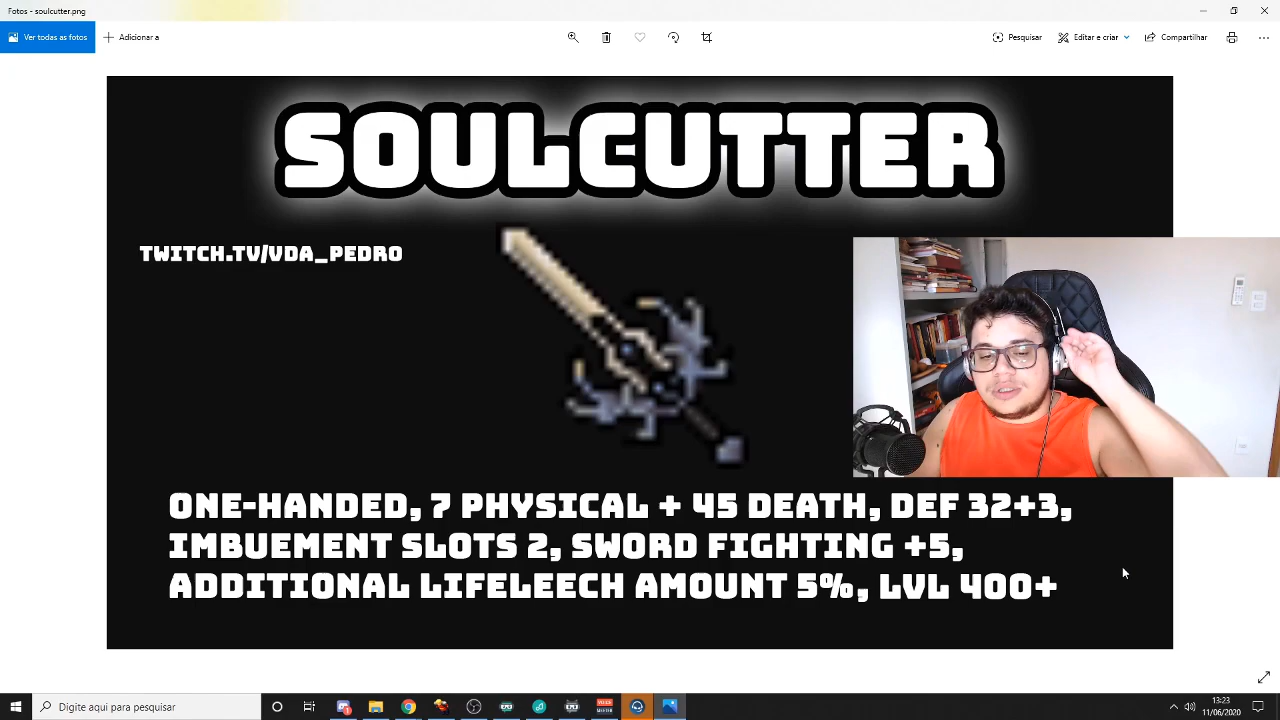 Fotos - soulcutter.png
Ver todas as fotos
Adicionar a
Pesquisar
Editar e criar
Compartilhar
SOULCUTTER
TWITCH.TV/VDA_PEDRO
ONE-HANDED, 7 PHYSICAL + 45 DEATH, DEF 32+3,
IMBUEMENT SLOTS 2, SWORD FIGHTING +5,
ADDITIONAL LIFELEECH AMOUNT 5%, LVL 400+
Digite aqui para pesquisar
13:23
11/06/2020